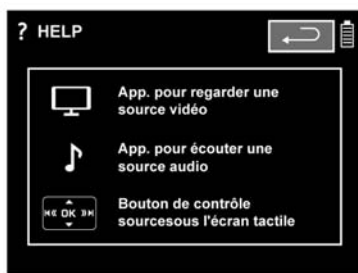 ? HELP
App. pour regarder une
source vidéo
App. pour écouter une
source audio
OK
Bouton de contrôle
sourcesous l'écran tactile